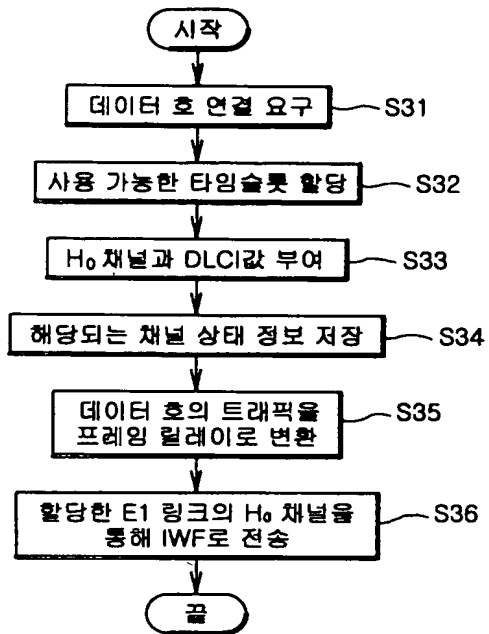 시작
데이터 호 연결 요구
S31
사용 가능한 타임슬롯 할당
S32
H₀ 채널과 DLCI값 부여
S33
해당되는 채널 상태 정보 저장
S34
데이터 호의 트래픽을
프레임 릴레이로 변환
S35
할당한 E1 링크의 H₀ 채널을
통해 IWF로 전송
S36
끝